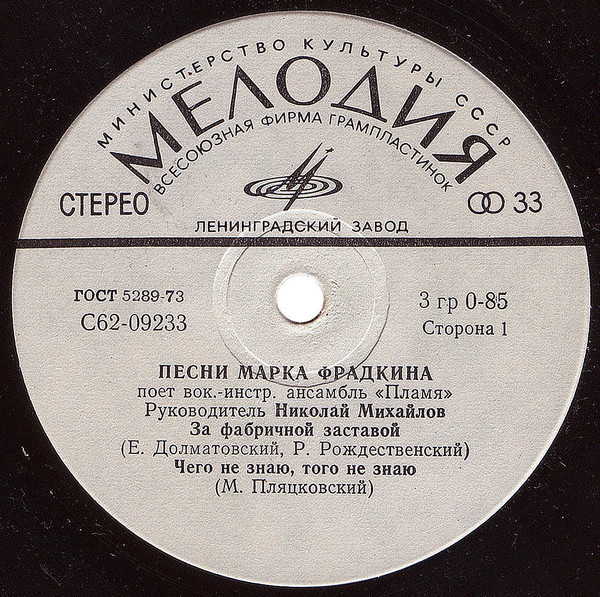 МИНИСТЕРСТВО КУЛЬТУРЫ СССР
МЕЛОДИЯ
ВСЕСОЮЗНАЯ ФИРМА ГРАМПЛАСТИНОК
СТЕРЕО
33
ЛЕНИНГРАДСКИЙ ЗАВОД
ГОСТ 5289-73
С62-09233
3 гр 0-85
Сторона 1
ПЕСНИ МАРКА ФРАДКИНА
поет вок.-инстр. ансамбль «Пламя»
Руководитель Николай Михайлов
За фабричной заставой
(Е. Долматовский, Р. Рождественский)
Чего не знаю, того не знаю
(М. Пляцковский)